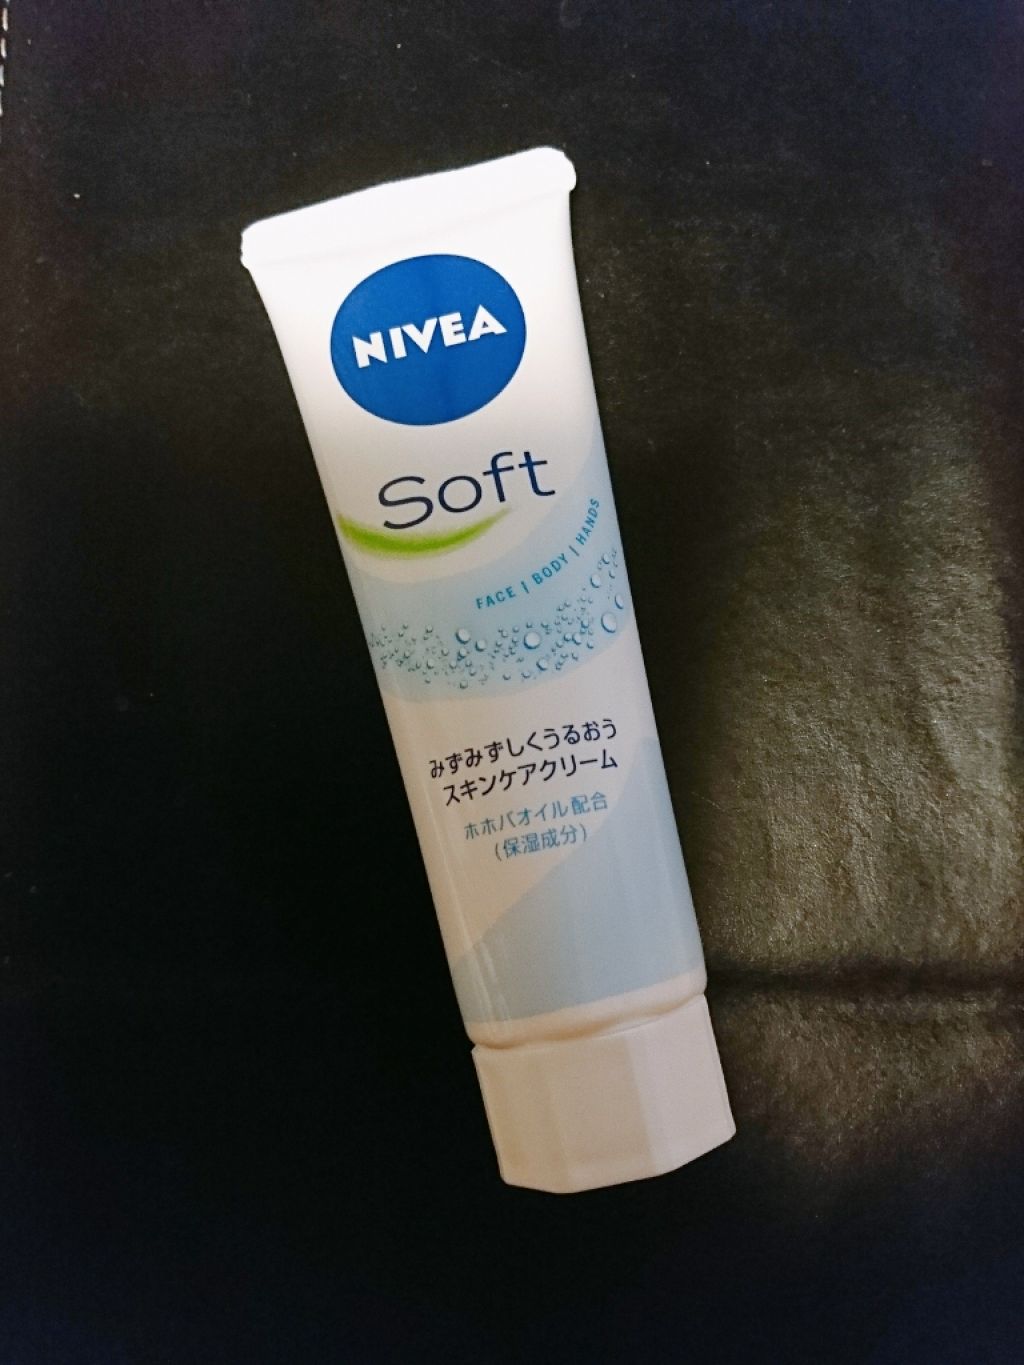 NIVEA
Soft
FACE | BODY | HANDS
みずみずしくうるおう
スキンケアクリーム
ホホバオイル配合
(保湿成分)